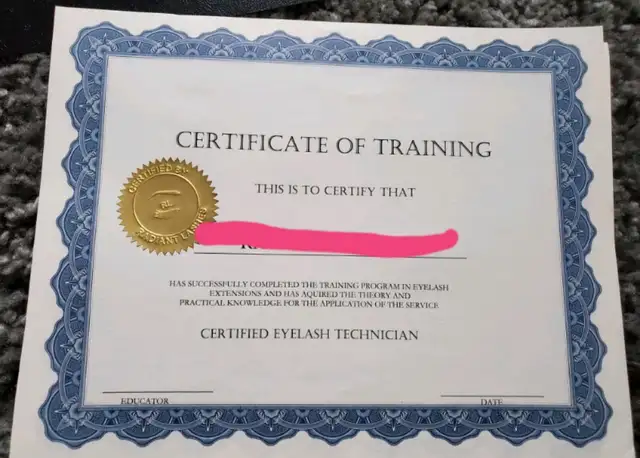 CERTIFICATE OF TRAINING
THIS IS TO CERTIFY THAT
CERTIFIED BY
RL
RADIANT LASHES
HAS SUCCESSFULLY COMPLETED THE TRAINING PROGRAM IN EYELASH
EXTENSIONS AND HAS AQUIRED THE THEORY AND
PRACTICAL KNOWLEDGE FOR THE APPLICATION OF THE SERVICE
CERTIFIED EYELASH TECHNICIAN
EDUCATOR
DATE